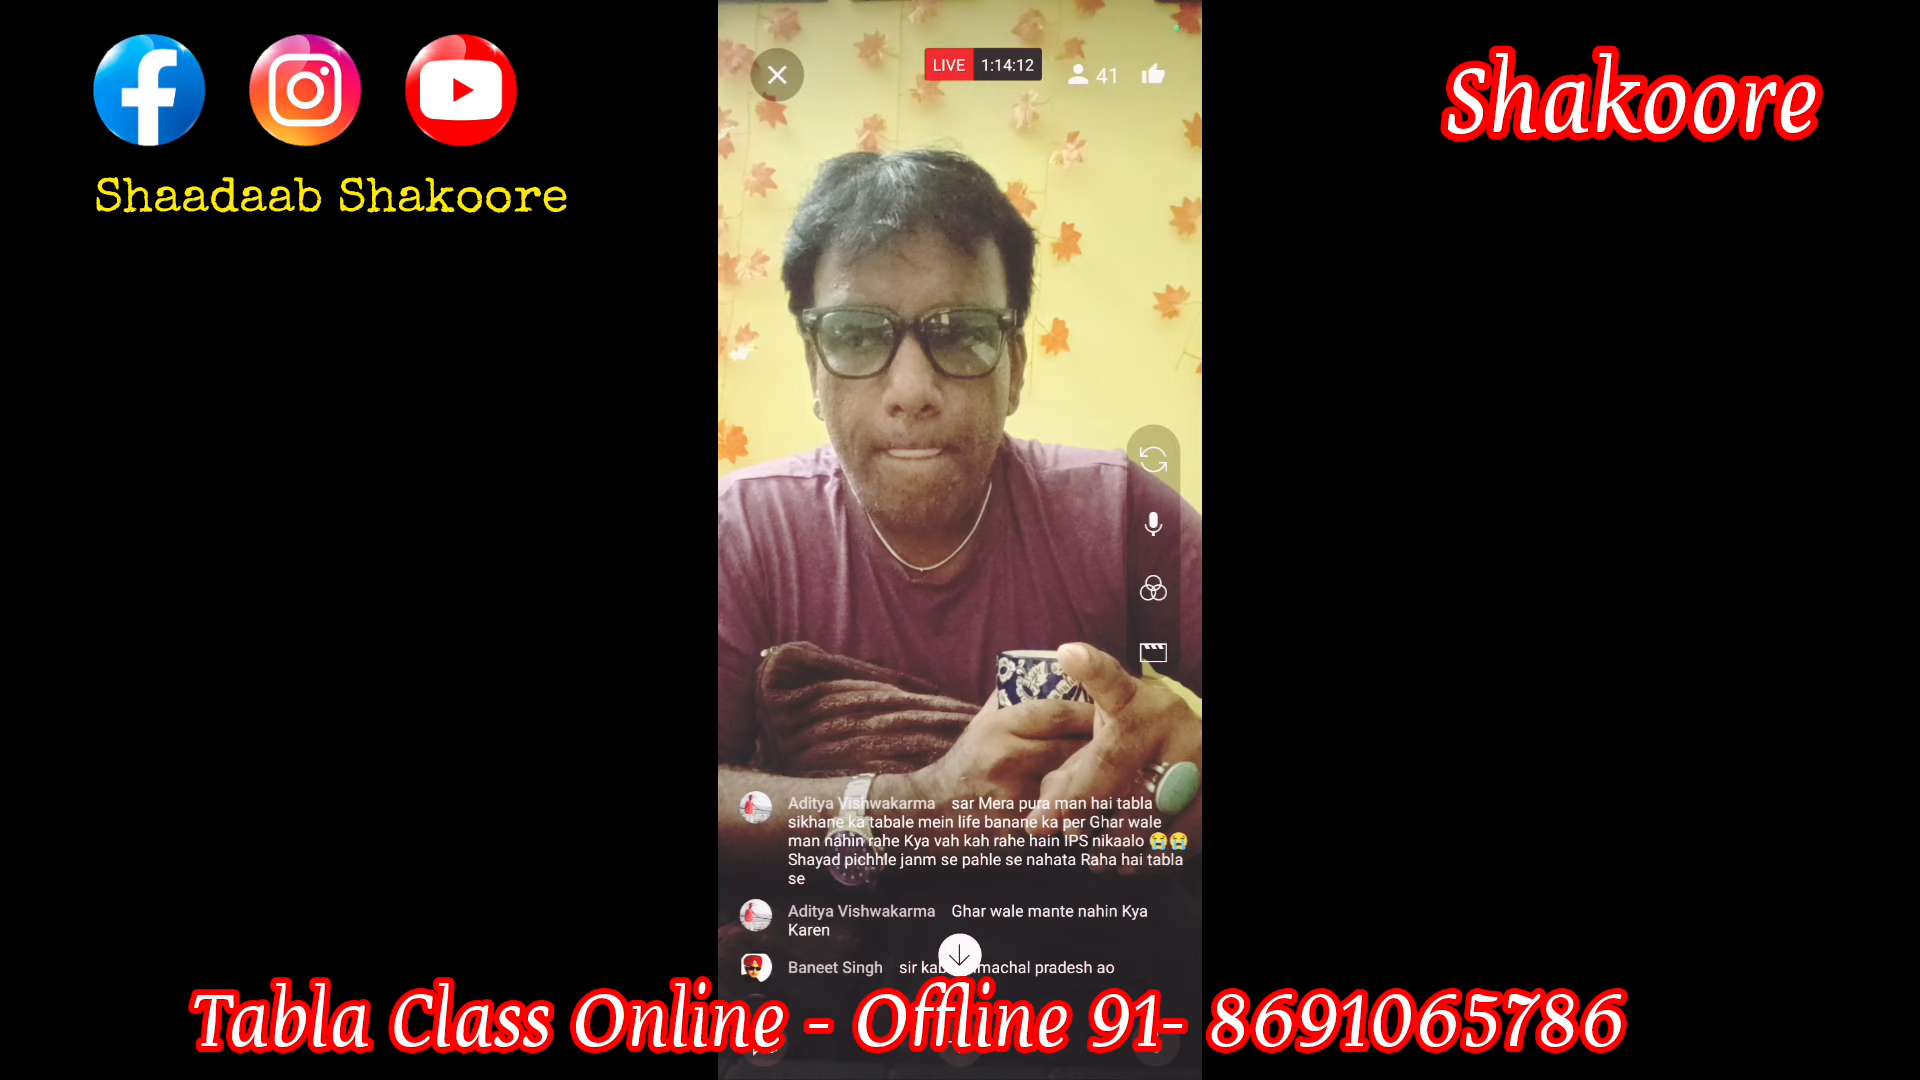 Shakoore
Shaadaab Shakoore
LIVE 1:14:12 41
Aditya Vishwakarma sar Mera pura man hai tabla
sikhane ka tabale mein life banane ka per Ghar wale
man nahin rahe Kya vah kah rahe hain IPS nikaalo 😭😭
Shayad pichhle janm se pahle se nahata Raha hai tabla
se
Aditya Vishwakarma Ghar wale mante nahin Kya
Karen
Baneet Singh sir pradesh ao
Tabla Class Online - Offline 91- 8691065786